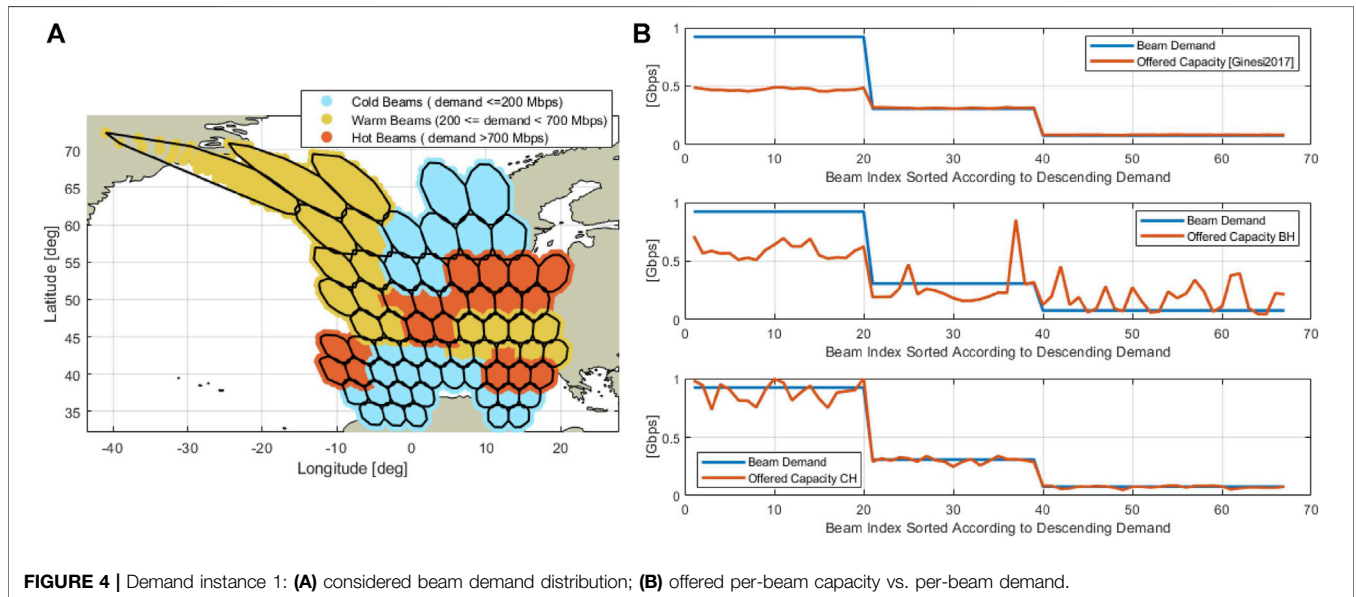 A
Cold Beams ( demand <=200 Mbps)
Warm Beams (200 <= demand < 700 Mbps)
Hot Beams ( demand >700 Mbps)
Latitude [deg]
70
65
60
55
50
45
40
35
-40 -30 -20 -10 0 10 20
Longitude [deg]
B
[Gbps]
1
0.5
0
Beam Demand
Offered Capacity [Ginesi2017]
0 10 20 30 40 50 60 70
Beam Index Sorted According to Descending Demand
[Gbps]
1
0.5
0
Beam Demand
Offered Capacity BH
0 10 20 30 40 50 60 70
Beam Index Sorted According to Descending Demand
[Gbps]
1
0.5
0
Beam Demand
Offered Capacity CH
0 10 20 30 40 50 60 70
Beam Index Sorted According to Descending Demand
FIGURE 4 | Demand instance 1: (A) considered beam demand distribution; (B) offered per-beam capacity vs. per-beam demand.